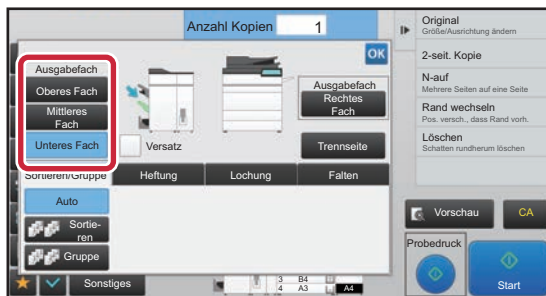 Anzahl Kopien 1
OK
Ausgabefach
Oberes Fach
Mittleres
Fach
Unteres Fach
Versatz
Ausgabefach
Rechtes
Fach
Trennseite
Sortieren/Gruppe
Heftung
Lochung
Falten
Auto
Sortie-
ren
Gruppe
Sonstiges
3 B4
4 A3
A4
Original
Größe/Ausrichtung ändern
2-seit. Kopie
N-auf
Mehrere Seiten auf eine Seite
Rand wechseln
Pos. versch., dass Rand vorh.
Löschen
Schatten rundherum löschen
Vorschau
CA
Probedruck
Start